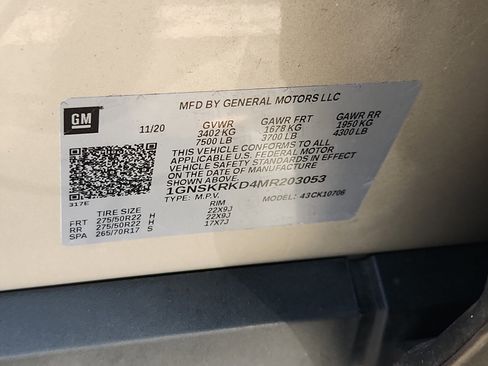 GM
MFD BY GENERAL MOTORS LLC
11/20 GVWR GAWR FRT GAWR RR
3402 KG 1678 KG 1950 KG
7500 LB 3700 LB 4300 LB
THIS VEHICLE CONFORMS TO ALL
APPLICABLE U.S. FEDERAL MOTOR
VEHICLE SAFETY STANDARDS IN EFFECT
ON THE DATE OF MANUFACTURE
1GNSKRKD4MR203053
317E TYPE: M.P.V. MODEL: 43CK10706
TIRE SIZE RIM
FRT 275/50R22 H 22X9J
RR 275/50R22 H 22X9J
SPA 265/70R17 S 17X7J